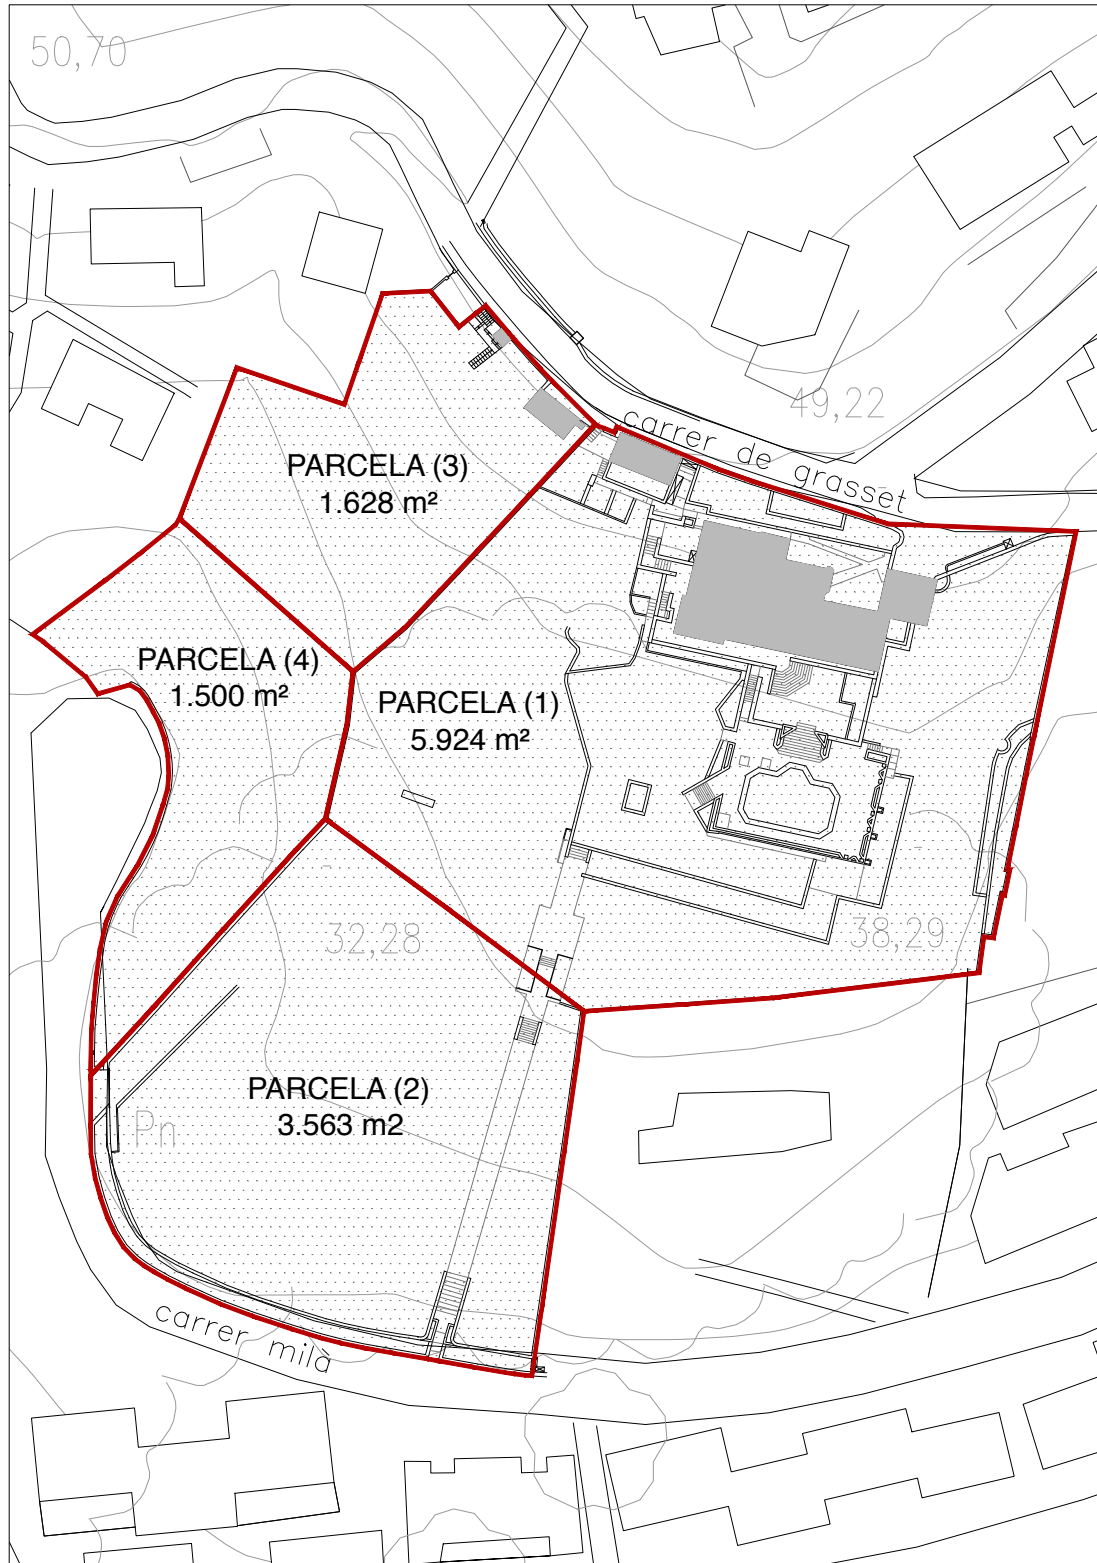 50,70
49,22
carrer de grasset
PARCELA (3)
1.628 m²
PARCELA (4)
1.500 m²
PARCELA (1)
5.924 m²
32,28
38,29
PARCELA (2)
3.563 m2
Pn
carrer milà